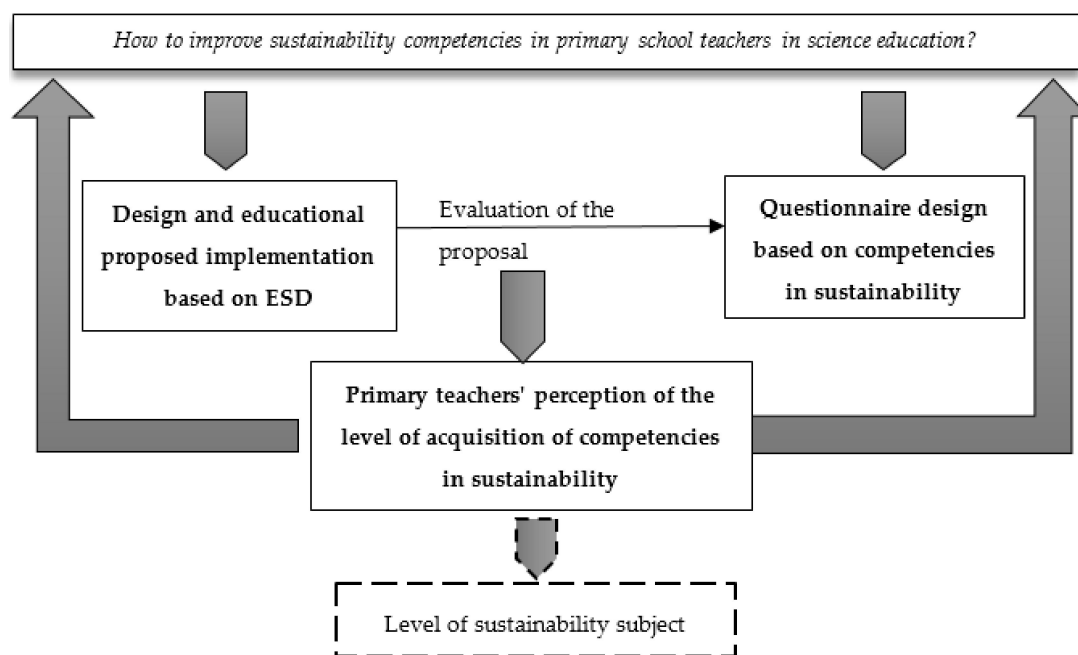 How to improve sustainability competencies in primary school teachers in science education?
Design and educational
proposed implementation
based on ESD
Evaluation of the
proposal
Questionnaire design
based on competencies
in sustainability
Primary teachers' perception of the
level of acquisition of competencies
in sustainability
Level of sustainability subject